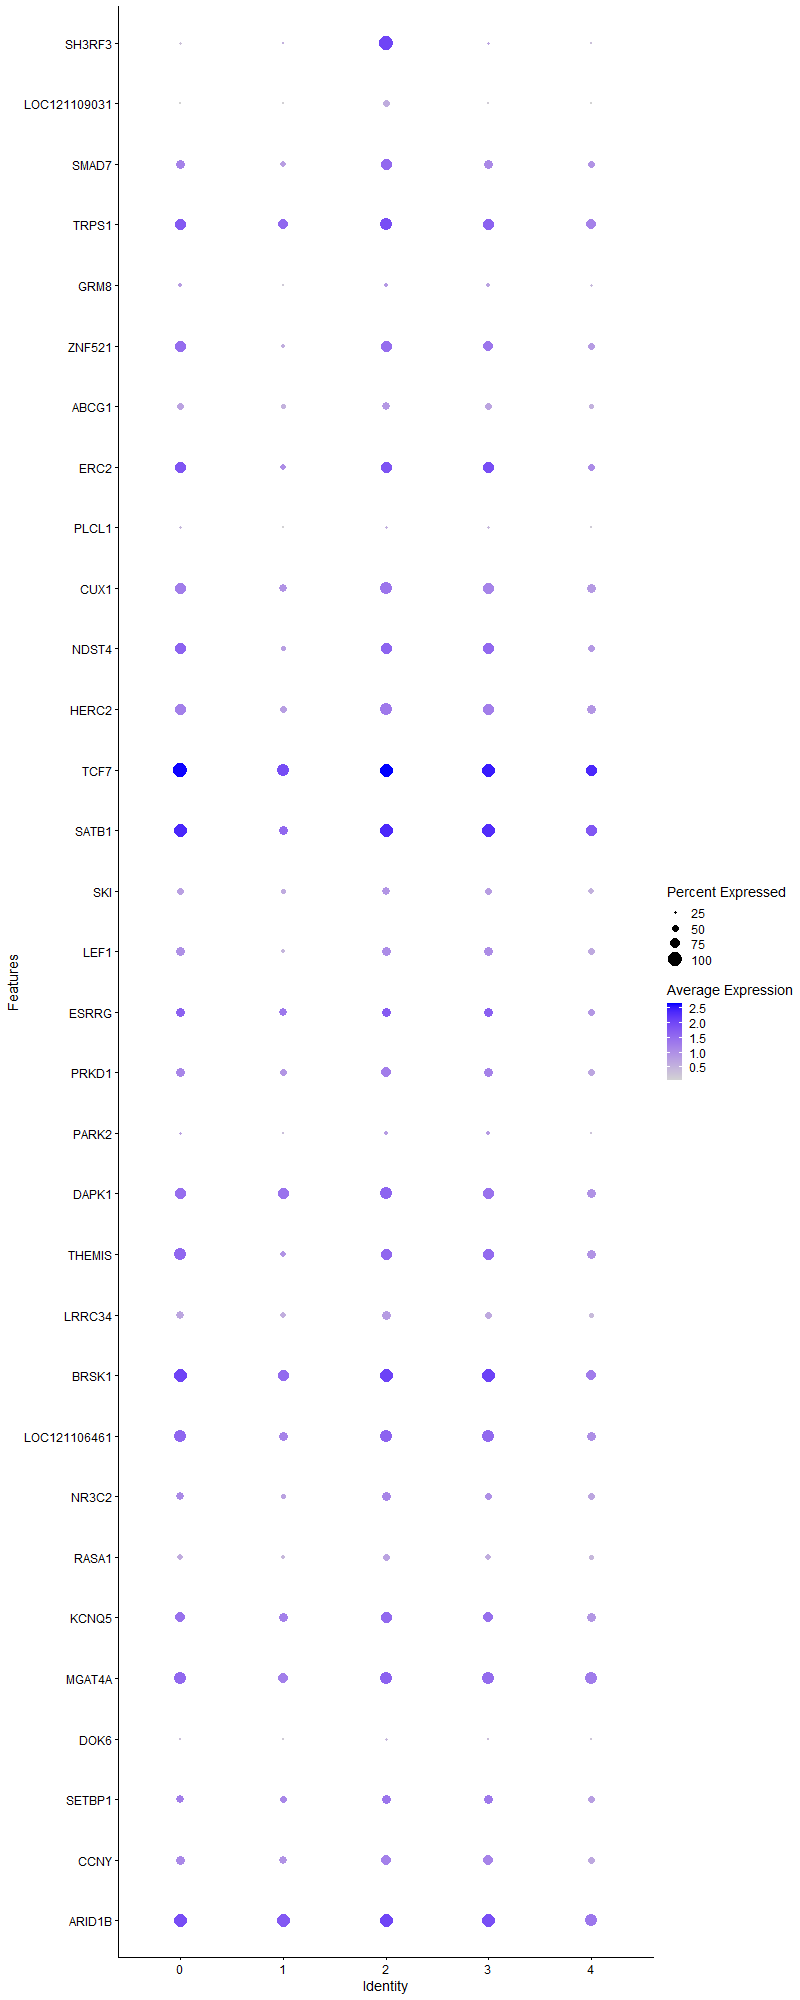 SH3RF3
LOC121109031
SMAD7
TRPS1
GRM8
ZNF521
ABCG1
ERC2
PLCL1
CUX1
NDST4
HERC2
TCF7
SATB1
SKI
LEF1
ESRRG
PRKD1
PARK2
DAPK1
THEMIS
LRRC34
BRSK1
LOC121106461
NR3C2
RASA1
KCNQ5
MGAT4A
DOK6
SETBP1
CCNY
ARID1B
Features
0 1 2 3 4
Identity
Percent Expressed
25
50
75
100
Average Expression
2.5
2.0
1.5
1.0
0.5